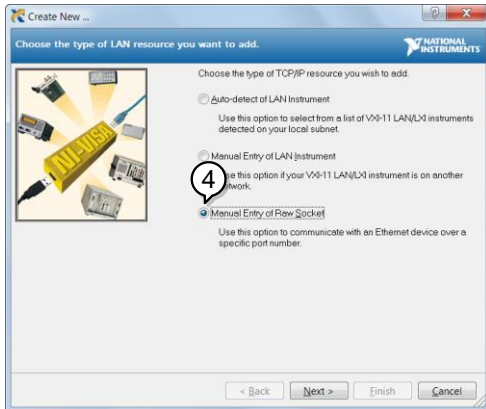 Create New ...
Choose the type of LAN resource you want to add.
NATIONAL
INSTRUMENTS
NI-VISA
Choose the type of TCP/IP resource you wish to add.
Auto-detect of LAN Instrument
Use this option to select from a list of VXI-11 LAN/LXI instruments
detected on your local subnet.
Manual Entry of LAN Instrument
4
se this option if your VXI-11 LAN/LXI instrument is on another
etwork.
Manual Entry of Raw Socket
Use this option to communicate with an Ethernet device over a
specific port number.
< Back
Next >
Finish
Cancel